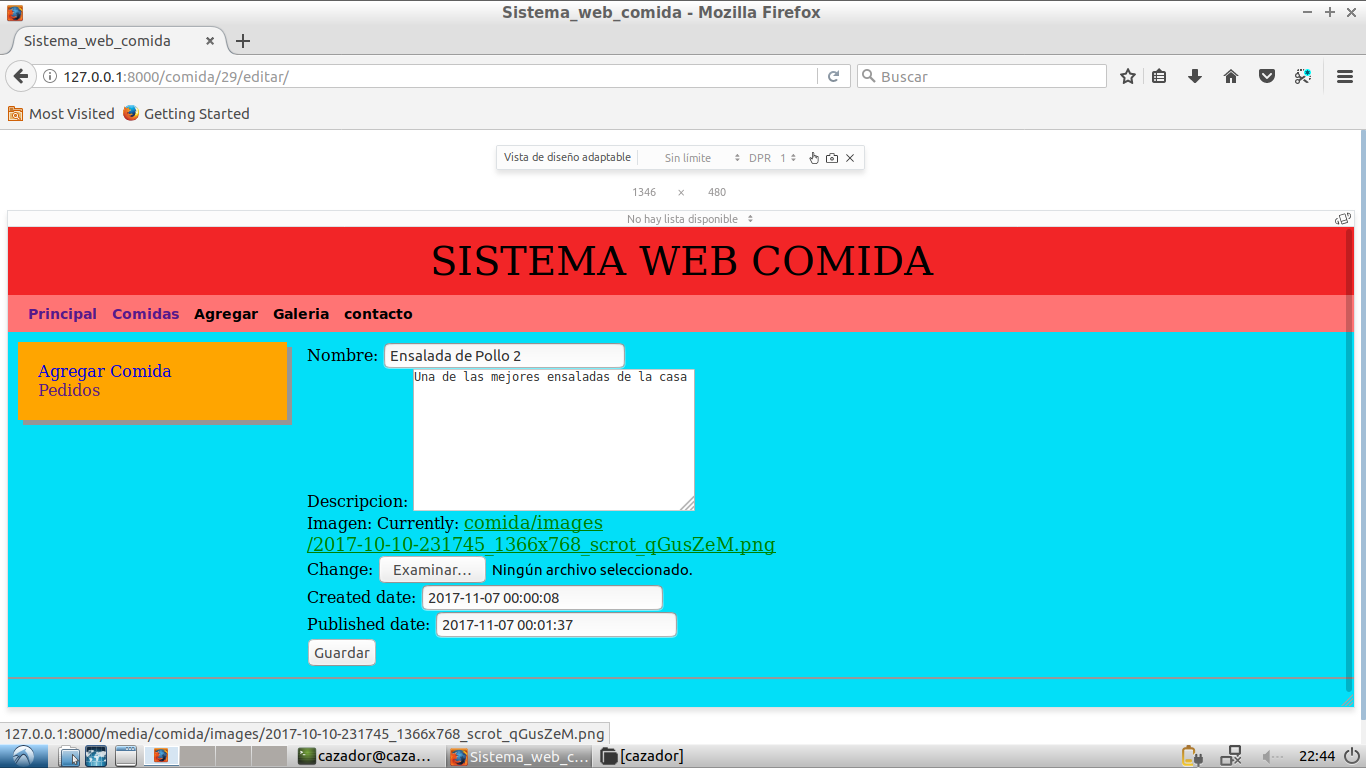 Sistema_web_comida - Mozilla Firefox
Sistema_web_comida
127.0.0.1:8000/comida/29/editar/
Buscar
Most Visited Getting Started
Vista de diseño adaptable Sin límite DPR 1
1346 × 480
No hay lista disponible
SISTEMA WEB COMIDA
Principal Comidas Agregar Galeria contacto
Agregar Comida
Pedidos
Nombre: Ensalada de Pollo 2
Una de las mejores ensaladas de la casa
Descripcion:
Imagen: Currently: comida/images
/2017-10-10-231745_1366x768_scrot_qGusZeM.png
Change: Examinar... Ningún archivo seleccionado.
Created date: 2017-11-07 00:00:08
Published date: 2017-11-07 00:01:37
Guardar
127.0.0.1:8000/media/comida/images/2017-10-10-231745_1366x768_scrot_qGusZeM.png
cazador@caza... Sistema_web_c... [cazador] 22:44